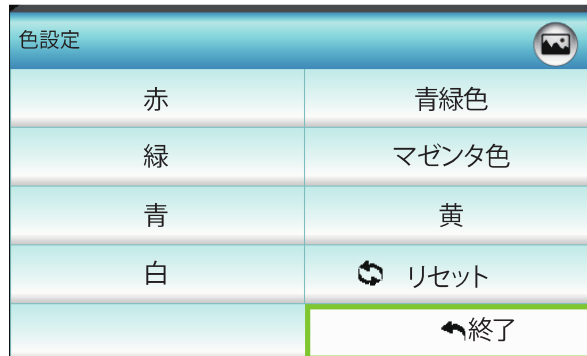 色設定
赤 青緑色
緑 マゼンタ色
青 黄
白 リセット
終了